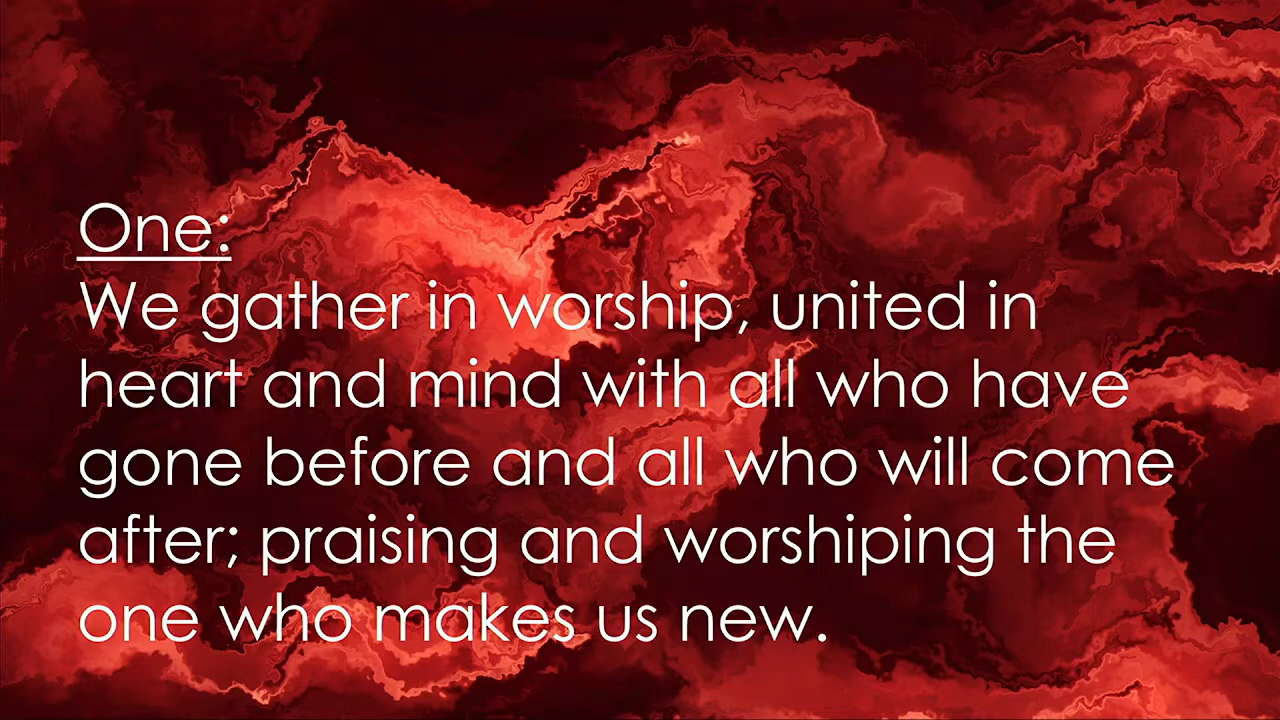 One:
We gather in worship, united in
heart and mind with all who have
gone before and all who will come
after; praising and worshiping the
one who makes us new.